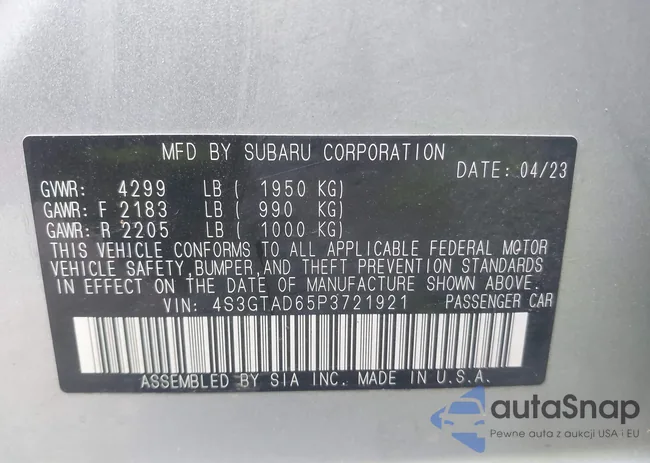 MFD BY SUBARU CORPORATION
DATE: 04/23
GVWR: 4299 LB ( 1950 KG)
GAWR: F 2183 LB ( 990 KG)
GAWR: R 2205 LB ( 1000 KG)
THIS VEHICLE CONFORMS TO ALL APPLICABLE FEDERAL MOTOR
VEHICLE SAFETY,BUMPER,AND THEFT PREVENTION STANDARDS
IN EFFECT ON THE DATE OF MANUFACTURE SHOWN ABOVE.
VIN: 4S3GTAD65P3721921 PASSENGER CAR
ASSEMBLED BY SIA INC. MADE IN U.S.A.
autaSnap
Pewne auta z aukcji USA i EU